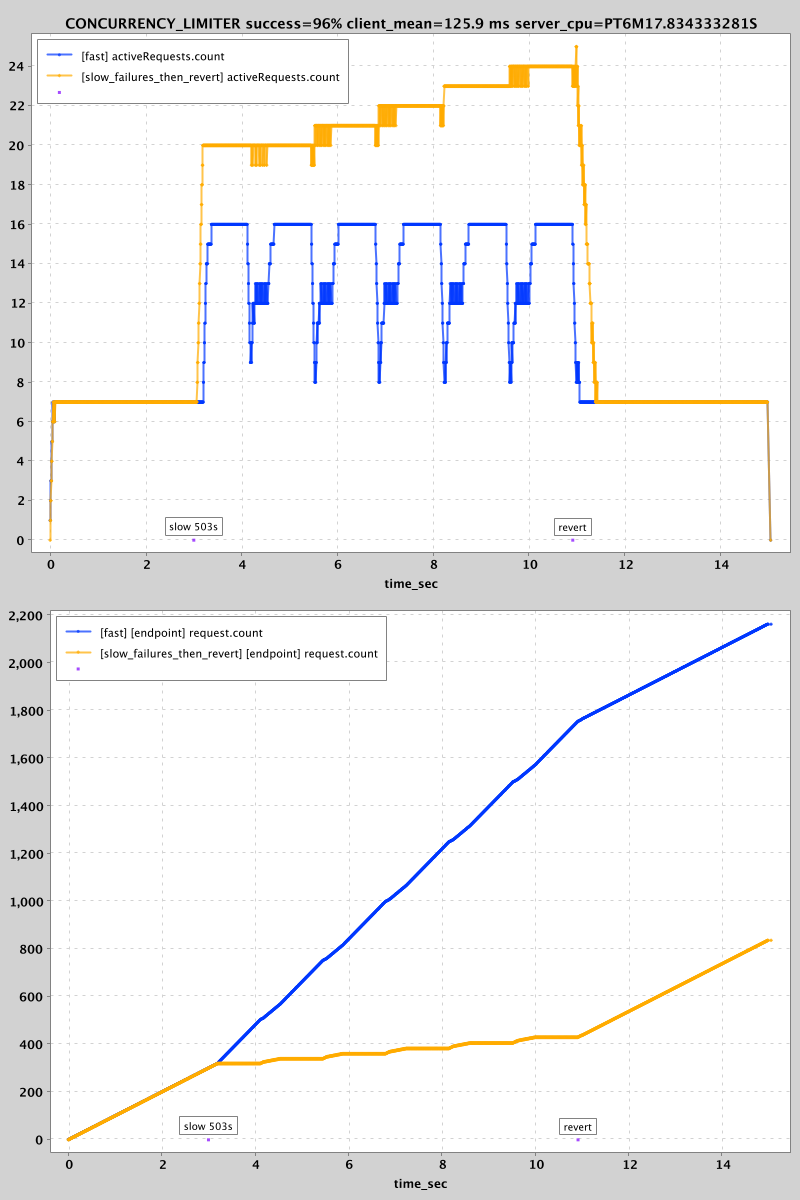 CONCURRENCY_LIMITER success=96% client_mean=125.9 ms server_cpu=PT6M17.834333281S
[fast] activeRequests.count
[slow_failures_then_revert] activeRequests.count
24
22
20
18
16
14
12
10
8
6
4
2
0
slow 503s
revert
0 2 4 6 8 10 12 14
time_sec
[fast] [endpoint] request.count
[slow_failures_then_revert] [endpoint] request.count
2,200
2,000
1,800
1,600
1,400
1,200
1,000
800
600
400
200
0
slow 503s
revert
0 2 4 6 8 10 12 14
time_sec